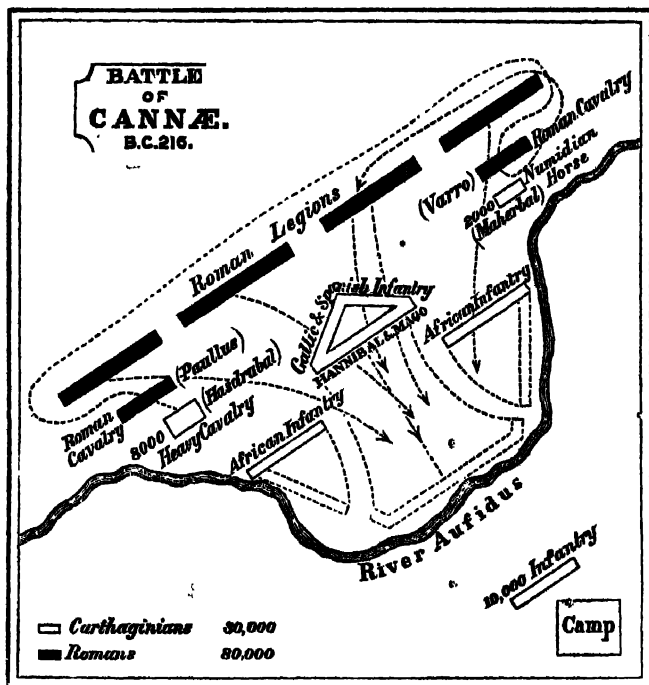 BATTLE
OF
CANNÆ.
B.C.216.
Roman Legions
Roman Cavalry
(Varro)
Numidian
2000 Horse
(Maherbal)
Gallic & Spanish Infantry
HANNIBAL & MAGO
African Infantry
(Paullus)
Roman
Cavalry
(Hasdrubal)
8000
Heavy Cavalry
African Infantry
River Aufidus
10,000 Infantry
Camp
Carthaginians 30,000
Romans 80,000